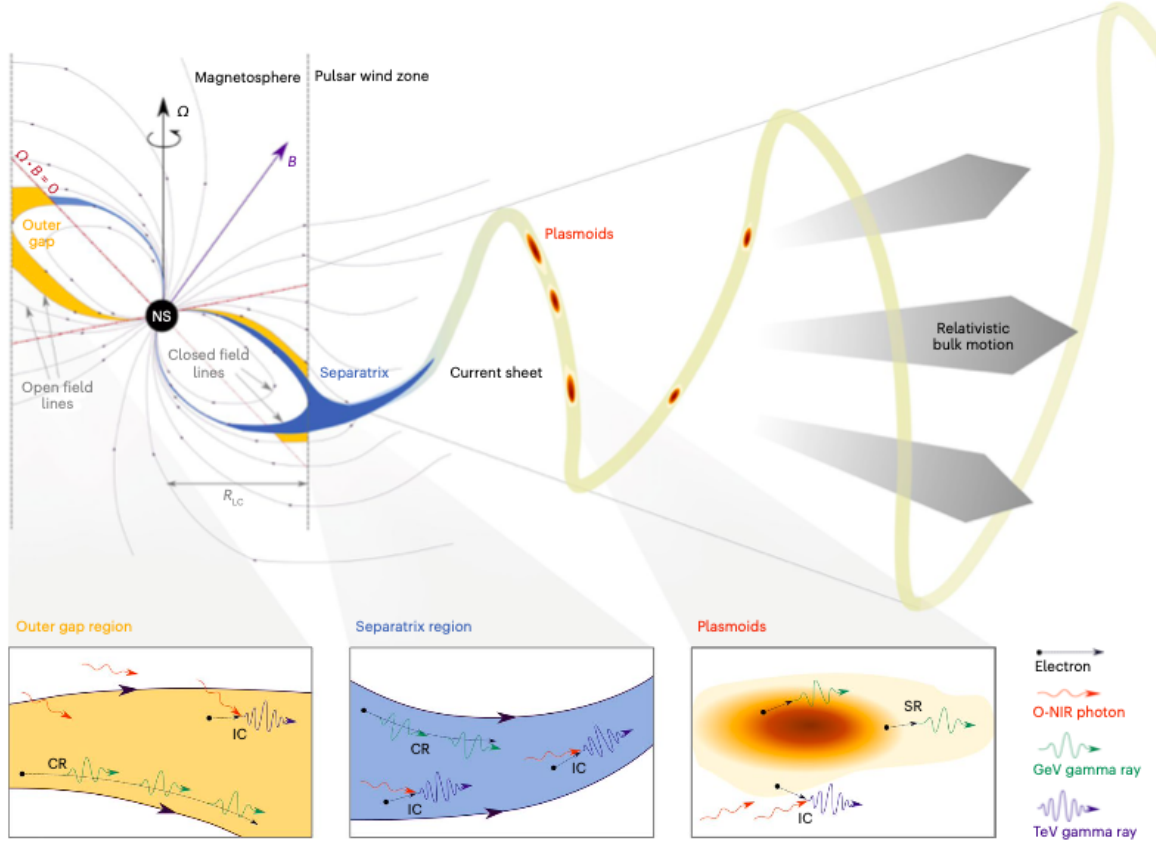 Magnetosphere
Pulsar wind zone
Ω
B
Ω • B = 0
Outer
gap
Plasmoids
NS
Relativistic
bulk motion
Closed field
lines
Separatrix
Current sheet
Open field
lines
R_LC
Outer gap region
Separatrix region
Plasmoids
IC
CR
CR
IC
IC
SR
IC
Electron
O-NIR photon
GeV gamma ray
TeV gamma ray